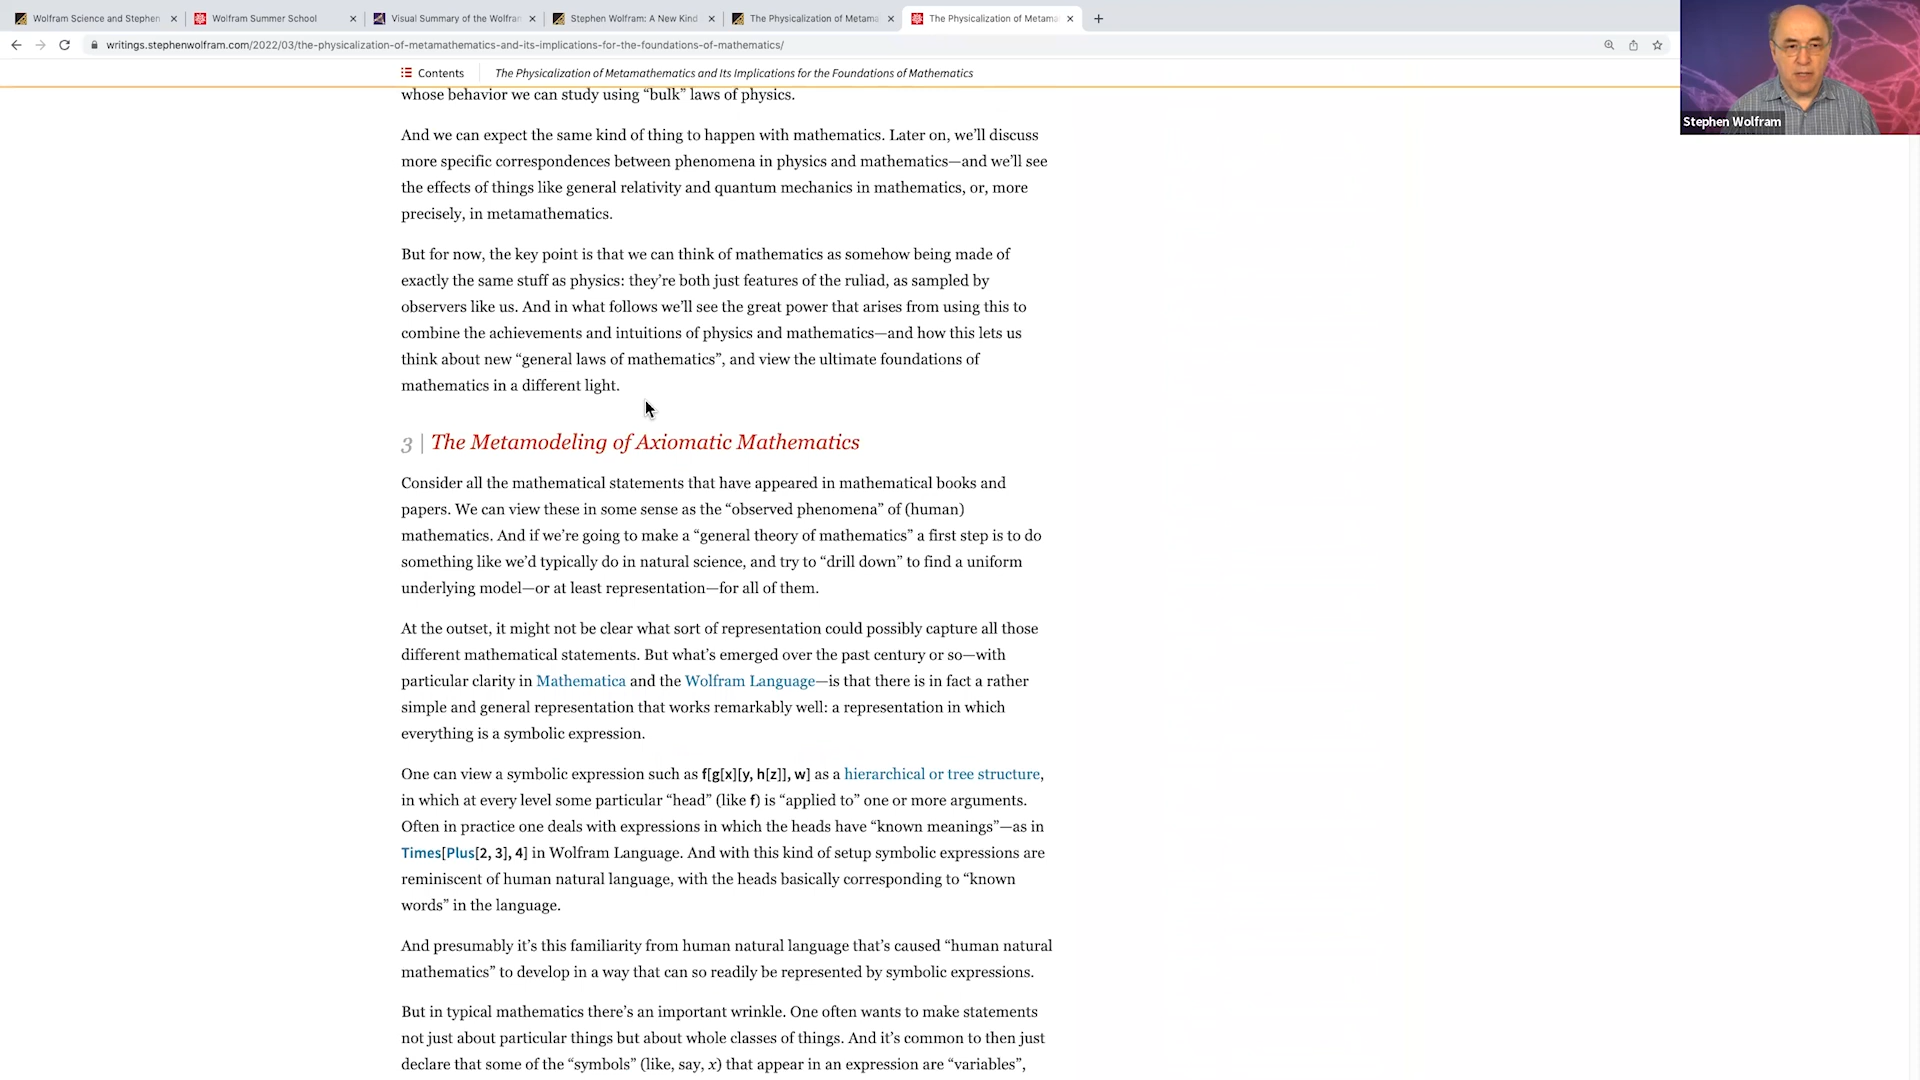 Wolfram Science and Stephen
Wolfram Summer School
Visual Summary of the Wolfran
Stephen Wolfram: A New Kind
The Physicalization of Metama
The Physicalization of Metama
writings.stephenwolfram.com/2022/03/the-physicalization-of-metamathematics-and-its-implications-for-the-foundations-of-mathematics/
Stephen Wolfram
Contents
The Physicalization of Metamathematics and Its Implications for the Foundations of Mathematics
whose behavior we can study using “bulk” laws of physics.
And we can expect the same kind of thing to happen with mathematics. Later on, we’ll discuss
more specific correspondences between phenomena in physics and mathematics—and we’ll see
the effects of things like general relativity and quantum mechanics in mathematics, or, more
precisely, in metamathematics.
But for now, the key point is that we can think of mathematics as somehow being made of
exactly the same stuff as physics: they’re both just features of the ruliad, as sampled by
observers like us. And in what follows we’ll see the great power that arises from using this to
combine the achievements and intuitions of physics and mathematics—and how this lets us
think about new “general laws of mathematics”, and view the ultimate foundations of
mathematics in a different light.
3 | The Metamodeling of Axiomatic Mathematics
Consider all the mathematical statements that have appeared in mathematical books and
papers. We can view these in some sense as the “observed phenomena” of (human)
mathematics. And if we’re going to make a “general theory of mathematics” a first step is to do
something like we’d typically do in natural science, and try to “drill down” to find a uniform
underlying model—or at least representation—for all of them.
At the outset, it might not be clear what sort of representation could possibly capture all those
different mathematical statements. But what’s emerged over the past century or so—with
particular clarity in Mathematica and the Wolfram Language—is that there is in fact a rather
simple and general representation that works remarkably well: a representation in which
everything is a symbolic expression.
One can view a symbolic expression such as f[g[x][y, h[z]], w] as a hierarchical or tree structure,
in which at every level some particular “head” (like f) is “applied to” one or more arguments.
Often in practice one deals with expressions in which the heads have “known meanings”—as in
Times[Plus[2, 3], 4] in Wolfram Language. And with this kind of setup symbolic expressions are
reminiscent of human natural language, with the heads basically corresponding to “known
words” in the language.
And presumably it’s this familiarity from human natural language that’s caused “human natural
mathematics” to develop in a way that can so readily be represented by symbolic expressions.
But in typical mathematics there’s an important wrinkle. One often wants to make statements
not just about particular things but about whole classes of things. And it’s common to then just
declare that some of the “symbols” (like, say, x) that appear in an expression are “variables”,